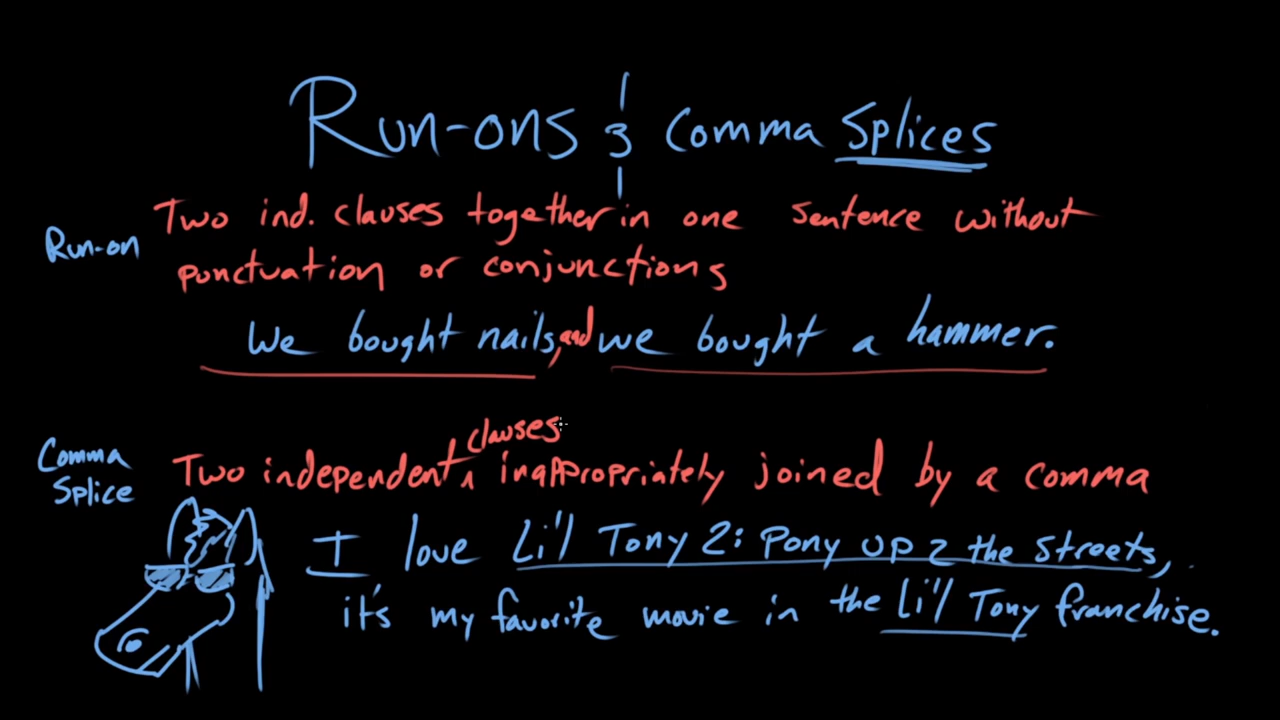 Run-ons & Comma Splices
Run-on
Two ind. clauses together in one sentence without
punctuation or conjunctions
We bought nails, and we bought a hammer.
Comma
Splice
clauses
Two independent ^ inappropriately joined by a comma
I love Li'l Tony 2: Pony Up 2 the Streets,
it's my favorite movie in the Li'l Tony franchise.